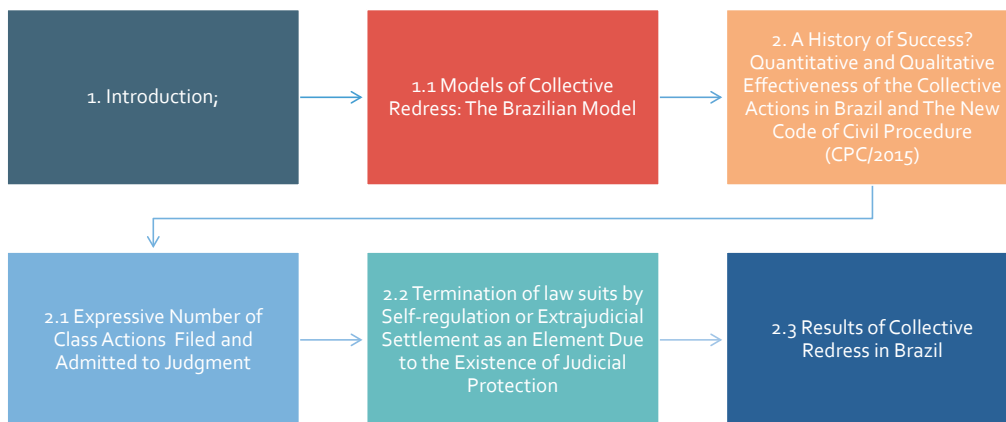 1. Introduction;
1.1 Models of Collective
Redress: The Brazilian Model
2. A History of Success?
Quantitative and Qualitative
Effectiveness of the Collective
Actions in Brazil and The New
Code of Civil Procedure
(CPC/2015)
2.1 Expressive Number of
Class Actions Filed and
Admitted to Judgment
2.2 Termination of law suits by
Self-regulation or Extrajudicial
Settlement as an Element Due
to the Existence of Judicial
Protection
2.3 Results of Collective
Redress in Brazil